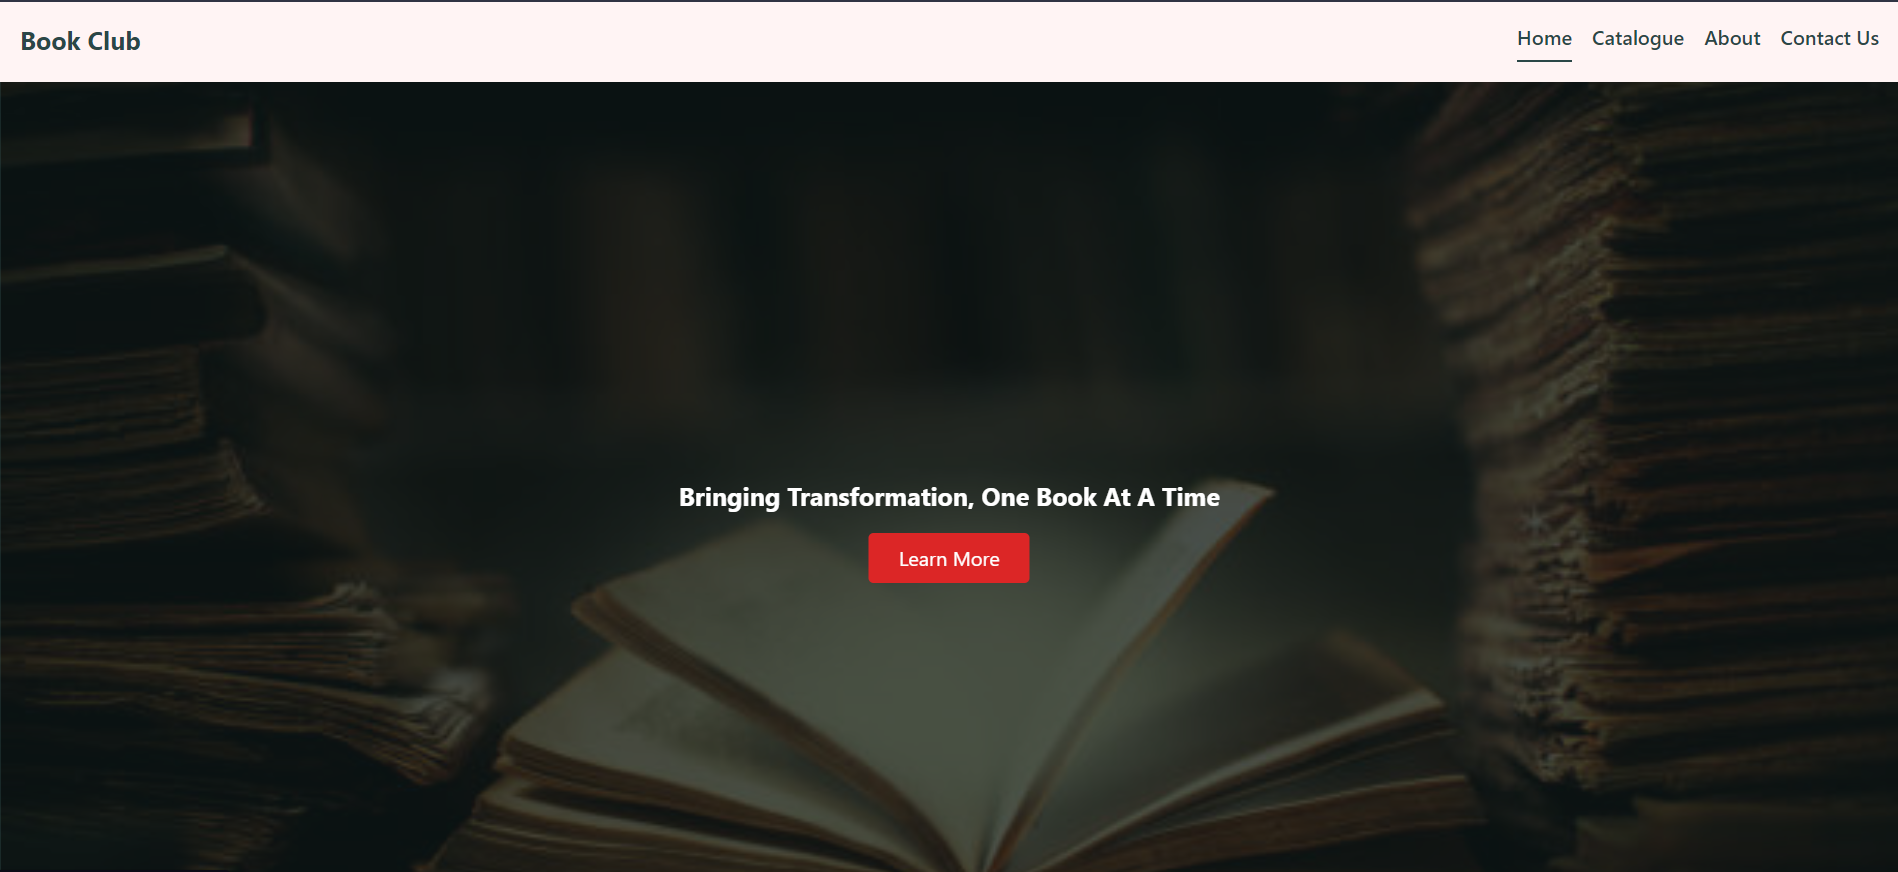 Book Club
Home Catalogue About Contact Us
Bringing Transformation, One Book At A Time
Learn More